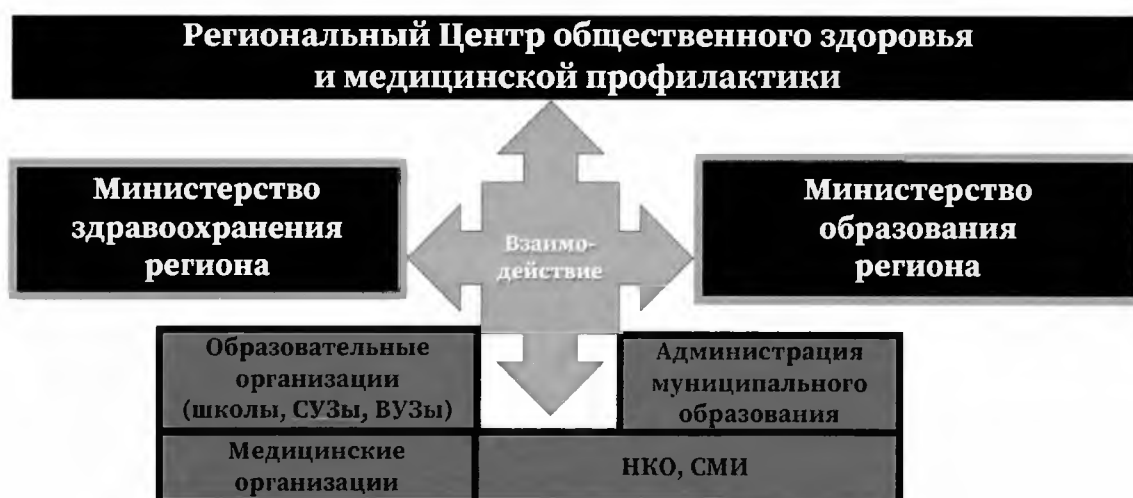 Региональный Центр общественного здоровья
и медицинской профилактики
Министерство
здравоохранения
региона
Взаимо-
действие
Министерство
образования
региона
Образовательные
организации
(школы, СУЗы, ВУЗы)
Администрация
муниципального
образования
Медицинские
организации
НКО, СМИ